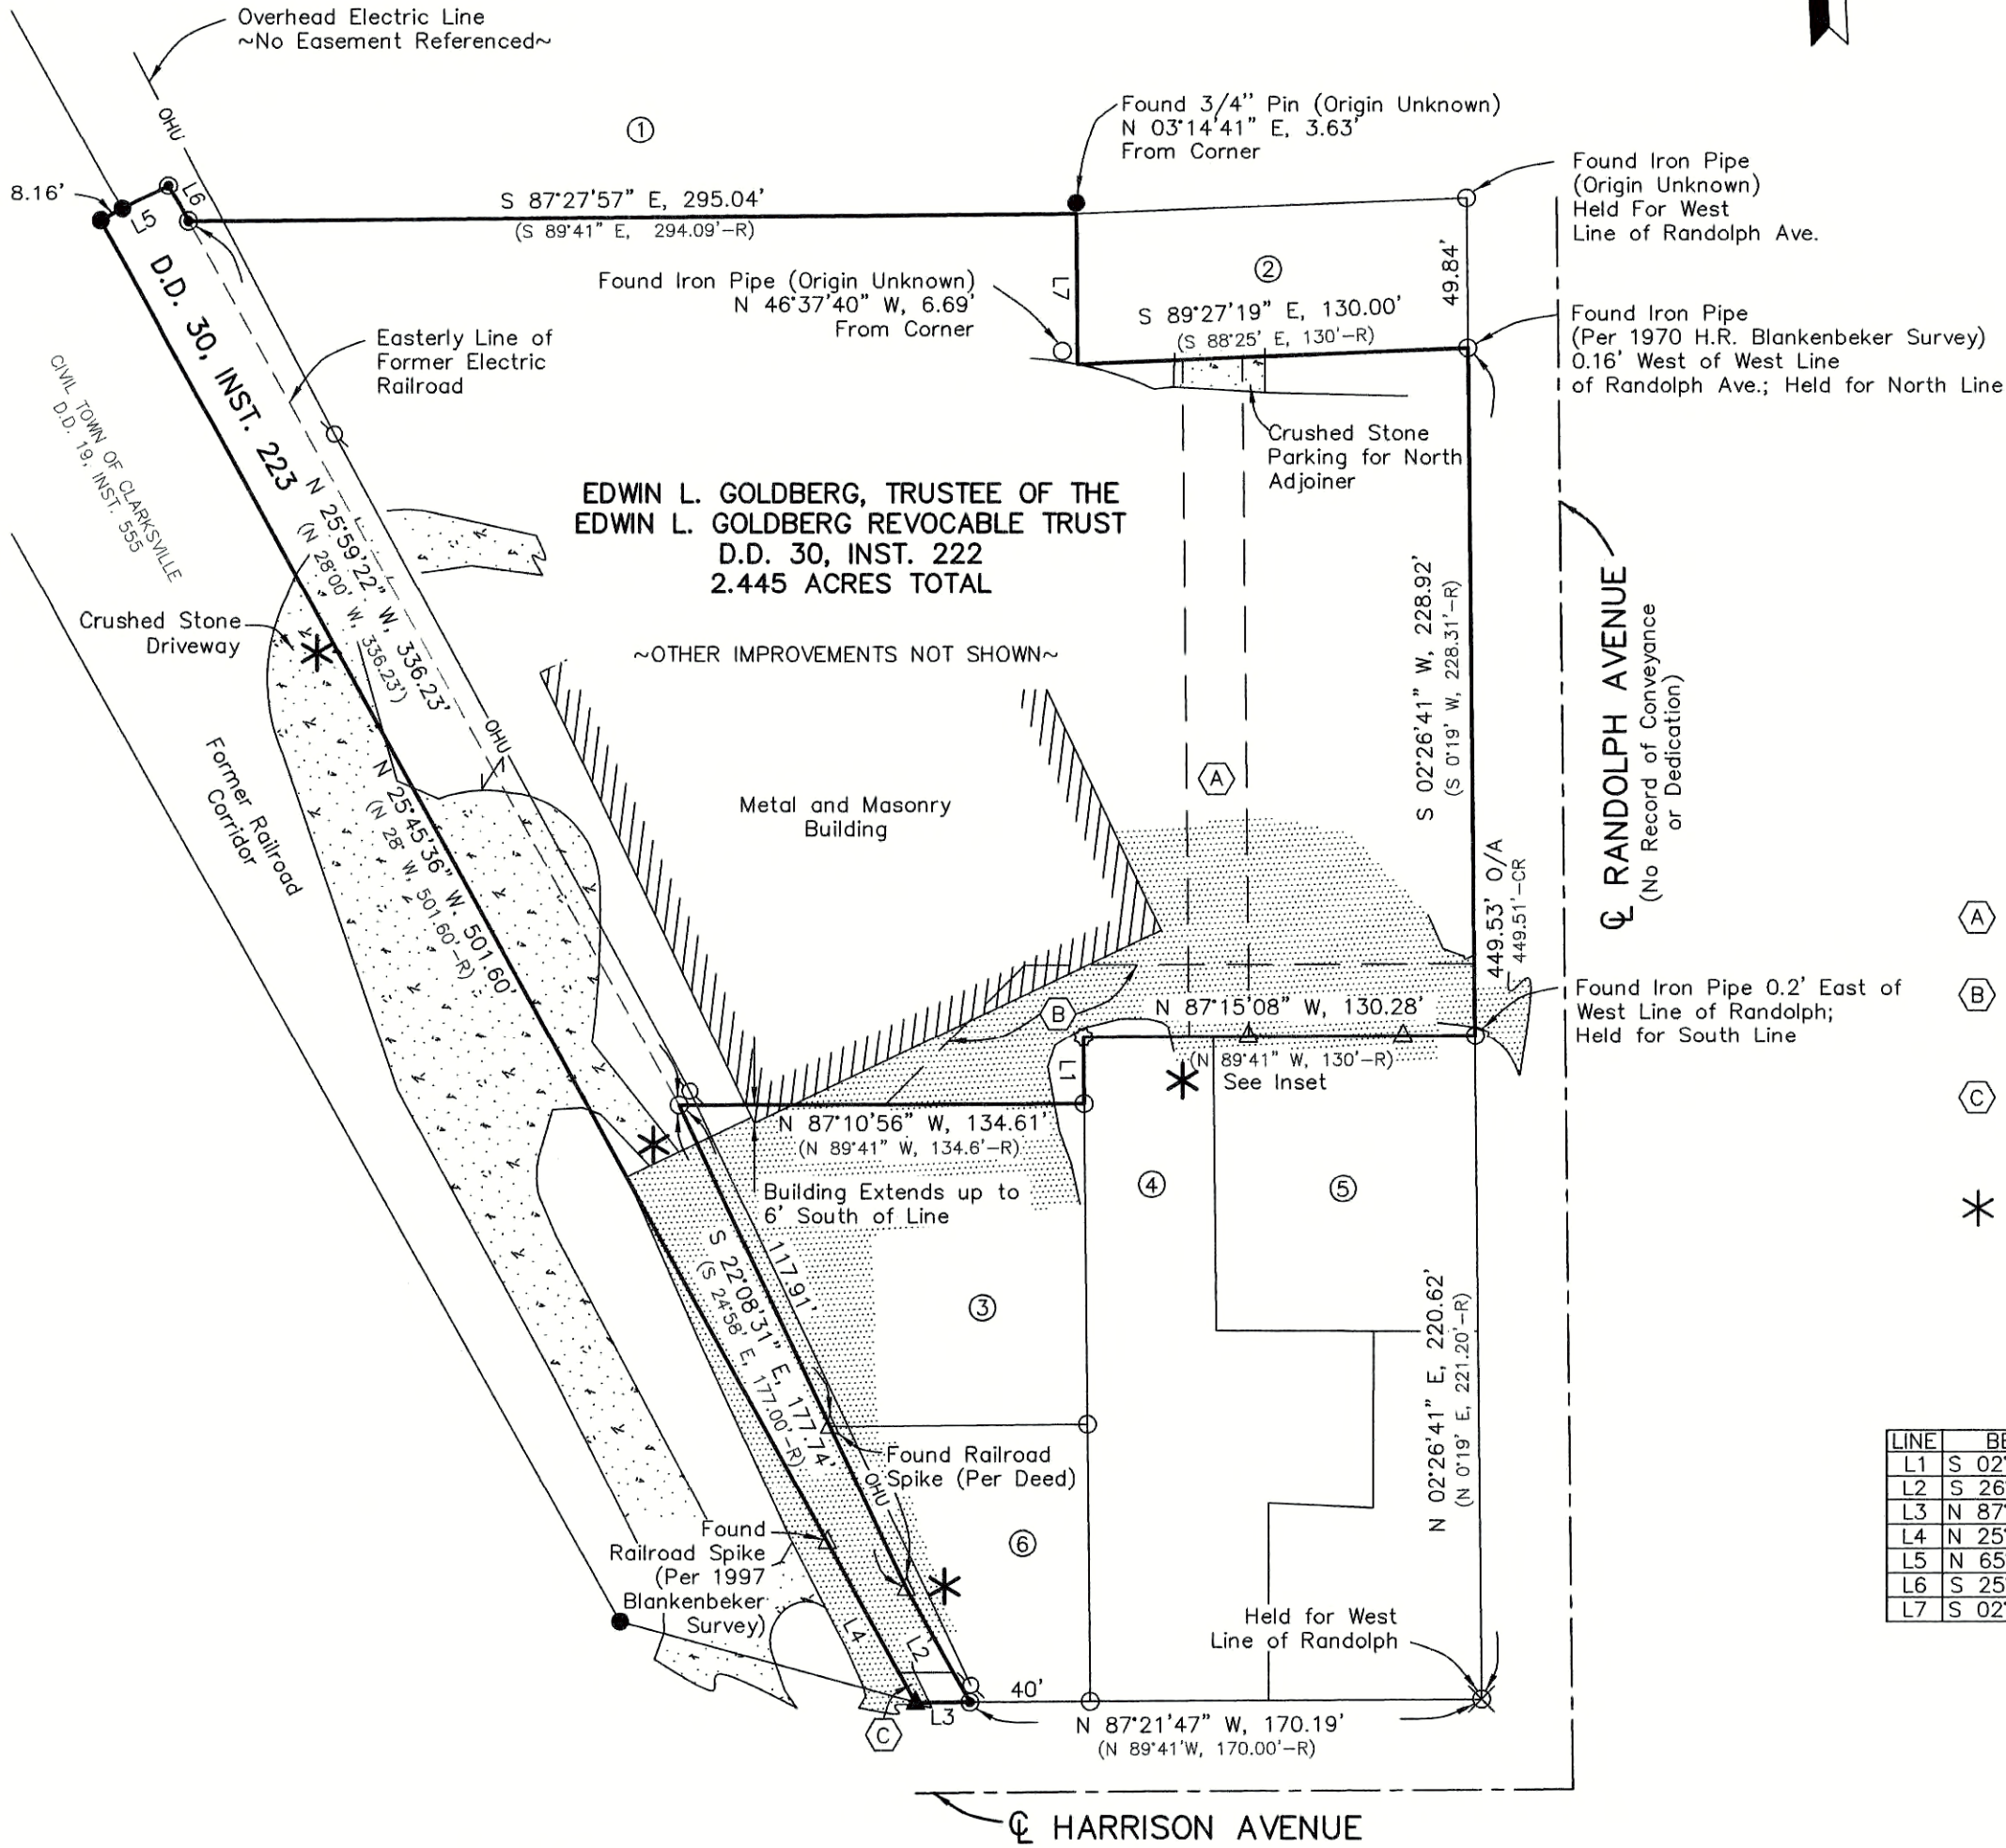 Overhead Electric Line
~No Easement Referenced~
OHU
①
Found 3/4" Pin (Origin Unknown)
N 03°14'41" E, 3.63'
From Corner
Found Iron Pipe
(Origin Unknown)
Held For West
Line of Randolph Ave.
8.16'
L5
L6
S 87°27'57" E, 295.04'
(S 89°41" E, 294.09'-R)
Found Iron Pipe (Origin Unknown)
N 46°37'40" W, 6.69'
From Corner
L7
②
49.84'
S 89°27'19" E, 130.00'
(S 88°25' E, 130'-R)
Found Iron Pipe
(Per 1970 H.R. Blankenbeker Survey)
0.16' West of West Line
of Randolph Ave.; Held for North Line
D.D. 30, INST. 223
Easterly Line of
Former Electric
Railroad
CIVIL TOWN OF CLARKSVILLE
D.D. 19, INST. 555
Crushed Stone
Parking for North
Adjoiner
EDWIN L. GOLDBERG, TRUSTEE OF THE
EDWIN L. GOLDBERG REVOCABLE TRUST
D.D. 30, INST. 222
2.445 ACRES TOTAL
N 25°59'22" W, 336.23'
(N 28°00' W, 336.23')
S 02°26'41" W, 228.92'
(S 0°19' W, 228.31'-R)
℄ RANDOLPH AVENUE
(No Record of Conveyance
or Dedication)
Crushed Stone
Driveway
*
~OTHER IMPROVEMENTS NOT SHOWN~
OHU
Former Railroad
Corridor
N 25°45'36" W. 501.60'
(N 28° W, 501.60'-R)
Metal and Masonry
Building
A
449.53' O/A
449.51'-CR
A
B
C
*
B
N 87°15'08" W, 130.28'
(N 89°41" W, 130'-R)
* See Inset
Found Iron Pipe 0.2' East of
West Line of Randolph;
Held for South Line
L1
N 87°10'56" W, 134.61'
(N 89°41" W, 134.6'-R)
*
Building Extends up to
6' South of Line
④
⑤
③
117.91'
S 22°08'31" E, 177.74'
(S 24°58' E, 177.00'-R)
N 02°26'41" E, 220.62'
(N 0°19' E, 221.20'-R)
Found Railroad
Spike (Per Deed)
OHU
Found
Railroad Spike
(Per 1997
Blankenbeker
Survey)
⑥
*
Held for West
Line of Randolph
L4
L2
L3
C
40'
N 87°21'47" W, 170.19'
(N 89°41'W, 170.00'-R)
℄ HARRISON AVENUE
LINE
L1 S 02°
L2 S 26
L3 N 87°
L4 N 25°
L5 N 65
L6 S 25
L7 S 02°